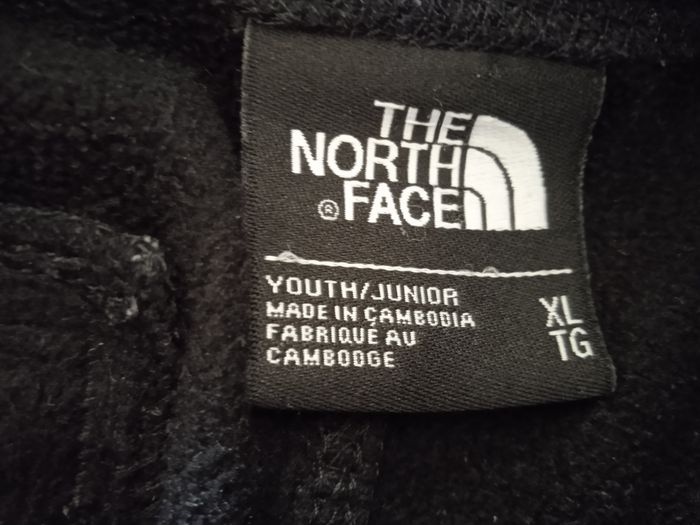 THE
NORTH
® FACE
YOUTH/JUNIOR
MADE IN CAMBODIA
FABRIQUÉ AU
CAMBODGE
XL
TG